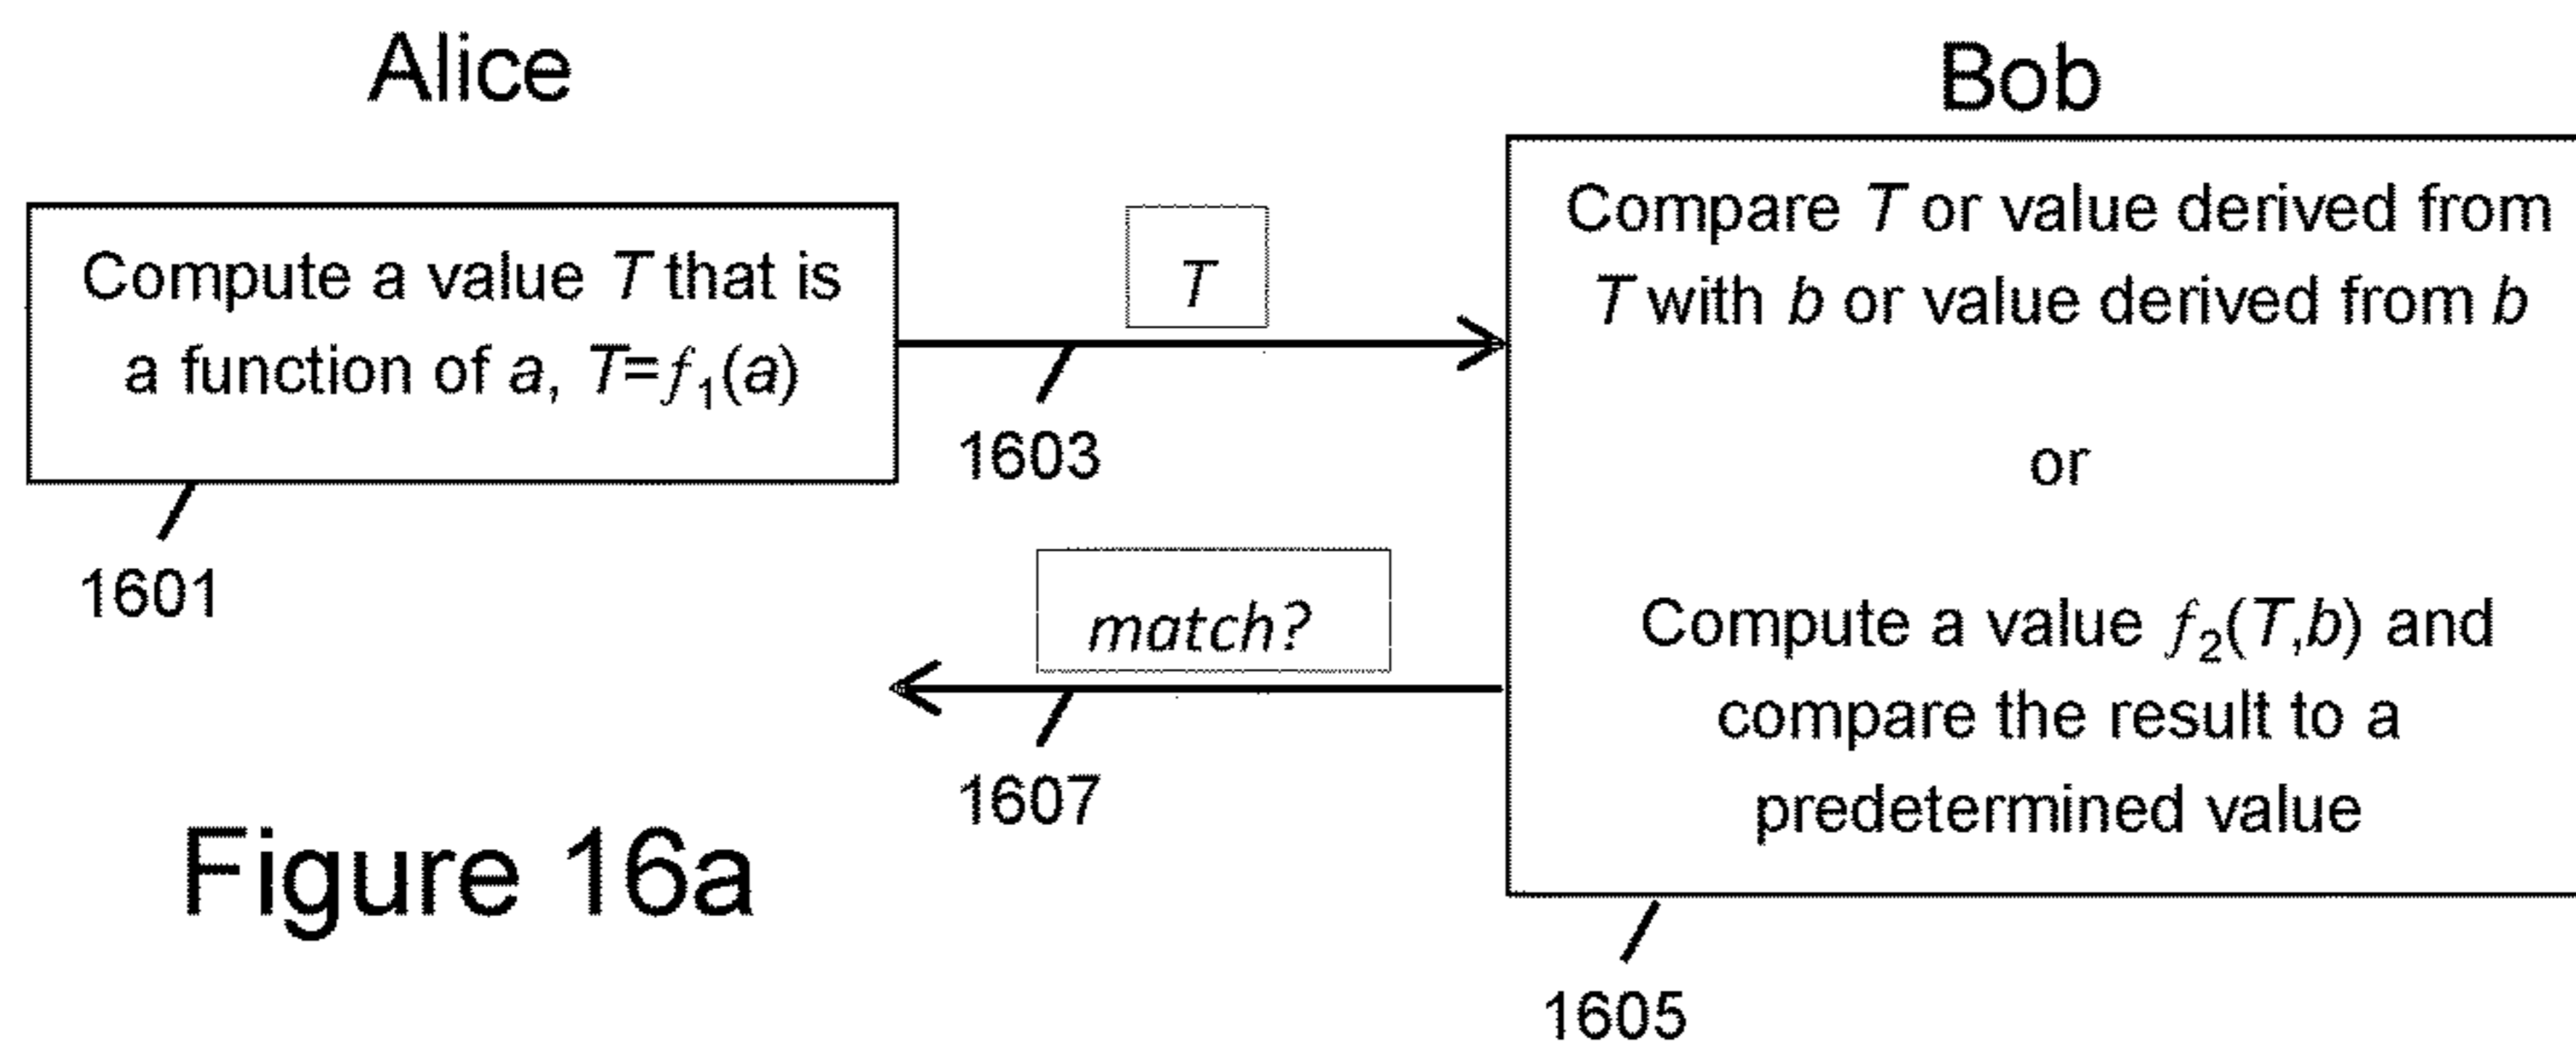 Alice
Bob
Compute a value T that is
a function of a, T=f₁(a)
1601
T
1603
match?
1607
Compare T or value derived from
T with b or value derived from b
or
Compute a value f₂(T,b) and
compare the result to a
predetermined value
1605
Figure 16a